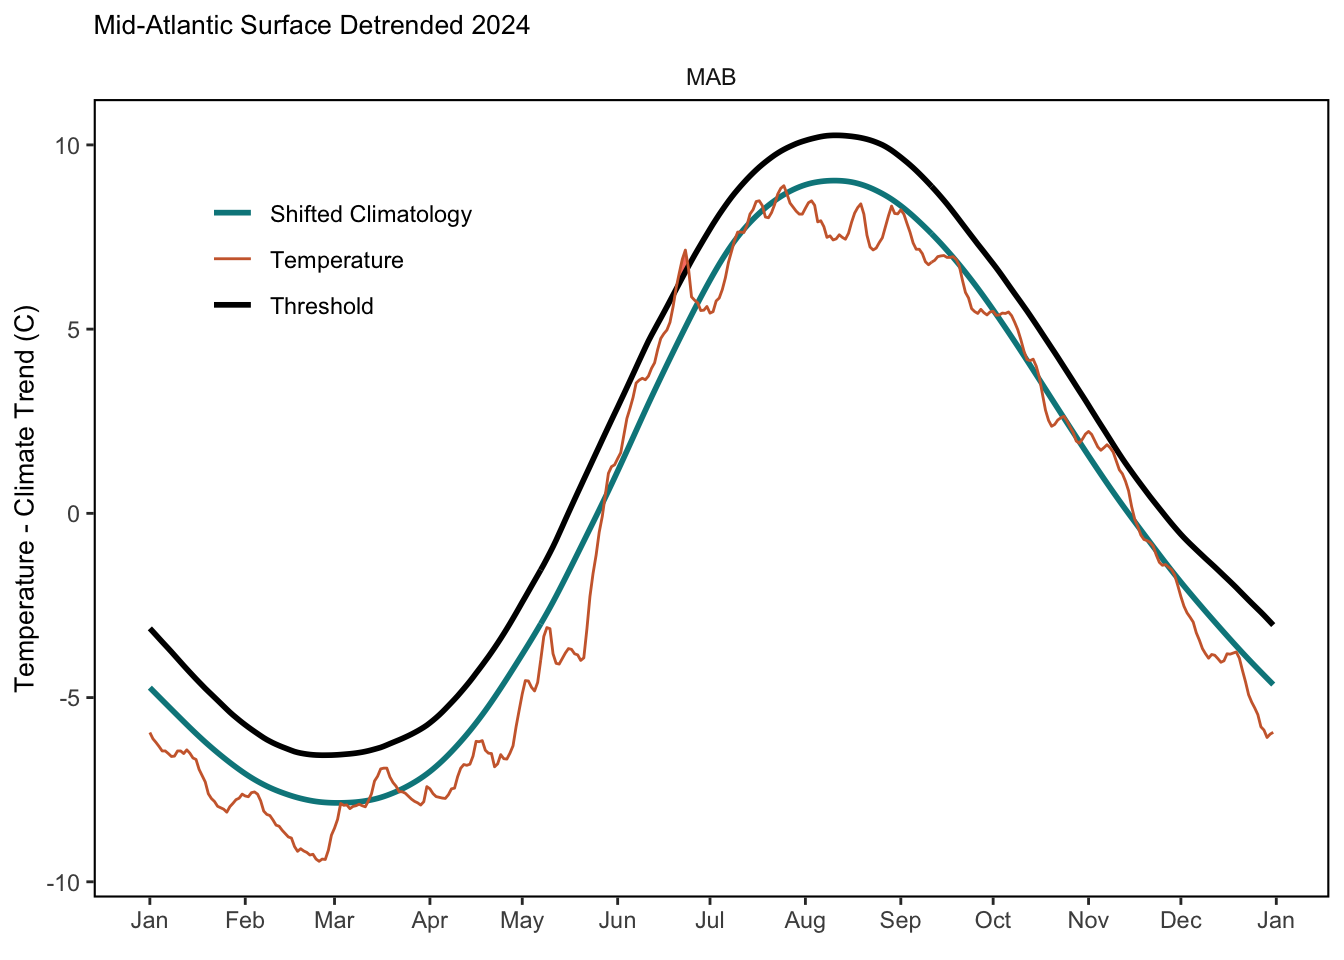 Mid-Atlantic Surface Detrended 2024
MAB
Temperature - Climate Trend (C)
10
5
0
-5
-10
Shifted Climatology
Temperature
Threshold
Jan Feb Mar Apr May Jun Jul Aug Sep Oct Nov Dec Jan